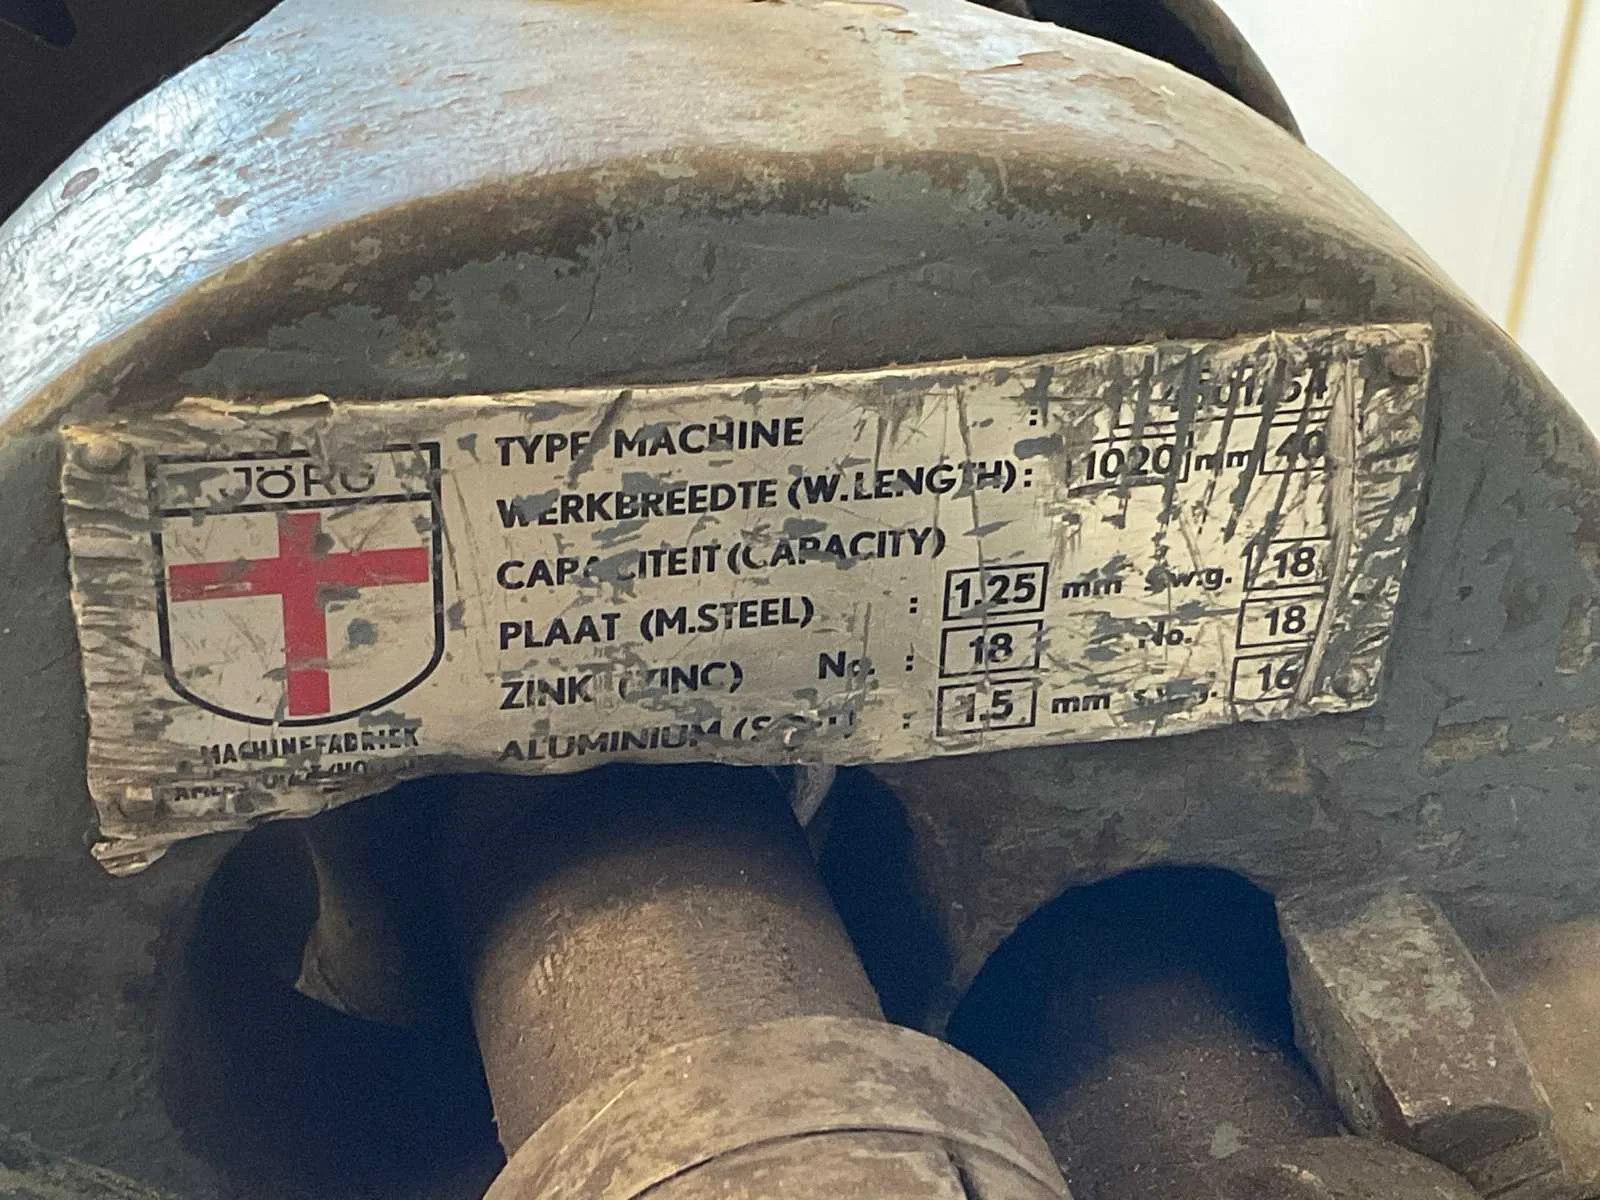 JÖRG
MACHINEFABRIEK
TYPE MACHINE :
WERKBREEDTE (W.LENGTH): 1020 mm 40
CAPACITEIT (CAPACITY)
PLAAT (M.STEEL) : 1.25 mm s.w.g. 18
ZINK (ZINC) No. : 18 No. 18
ALUMINIUM : 1.5 mm s.w.g. 16